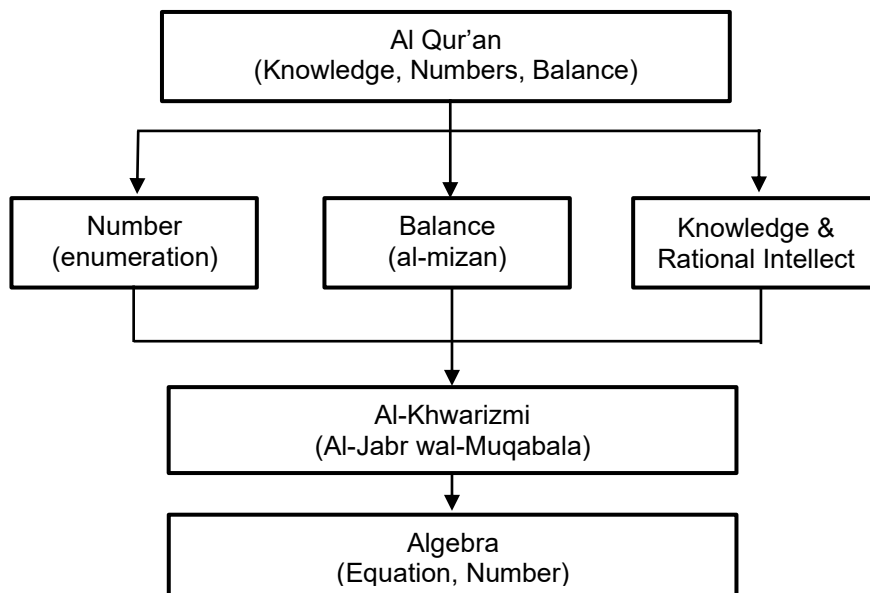 Al Qur’an
(Knowledge, Numbers, Balance)
Number
(enumeration)
Balance
(al-mizan)
Knowledge &
Rational Intellect
Al-Khwarizmi
(Al-Jabr wal-Muqabala)
Algebra
(Equation, Number)